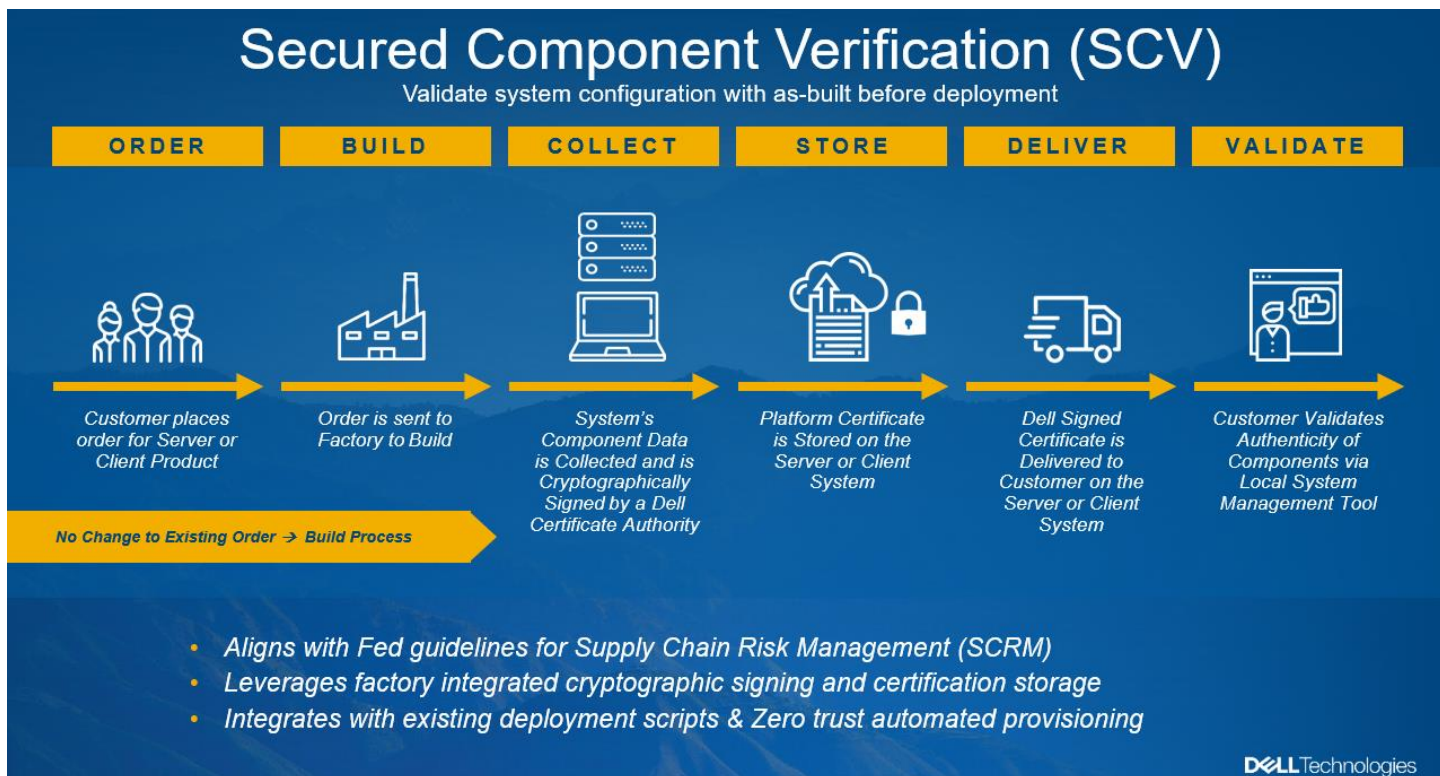 Secured Component Verification (SCV)
Validate system configuration with as-built before deployment
ORDER
BUILD
COLLECT
STORE
DELIVER
VALIDATE
Customer places
order for Server or
Client Product
Order is sent to
Factory to Build
System's
Component Data
is Collected and is
Cryptographically
Signed by a Dell
Certificate Authority
Platform Certificate
is Stored on the
Server or Client
System
Dell Signed
Certificate is
Delivered to
Customer on the
Server or Client
System
Customer Validates
Authenticity of
Components via
Local System
Management Tool
No Change to Existing Order → Build Process
• Aligns with Fed guidelines for Supply Chain Risk Management (SCRM)
• Leverages factory integrated cryptographic signing and certification storage
• Integrates with existing deployment scripts & Zero trust automated provisioning
DELLTechnologies